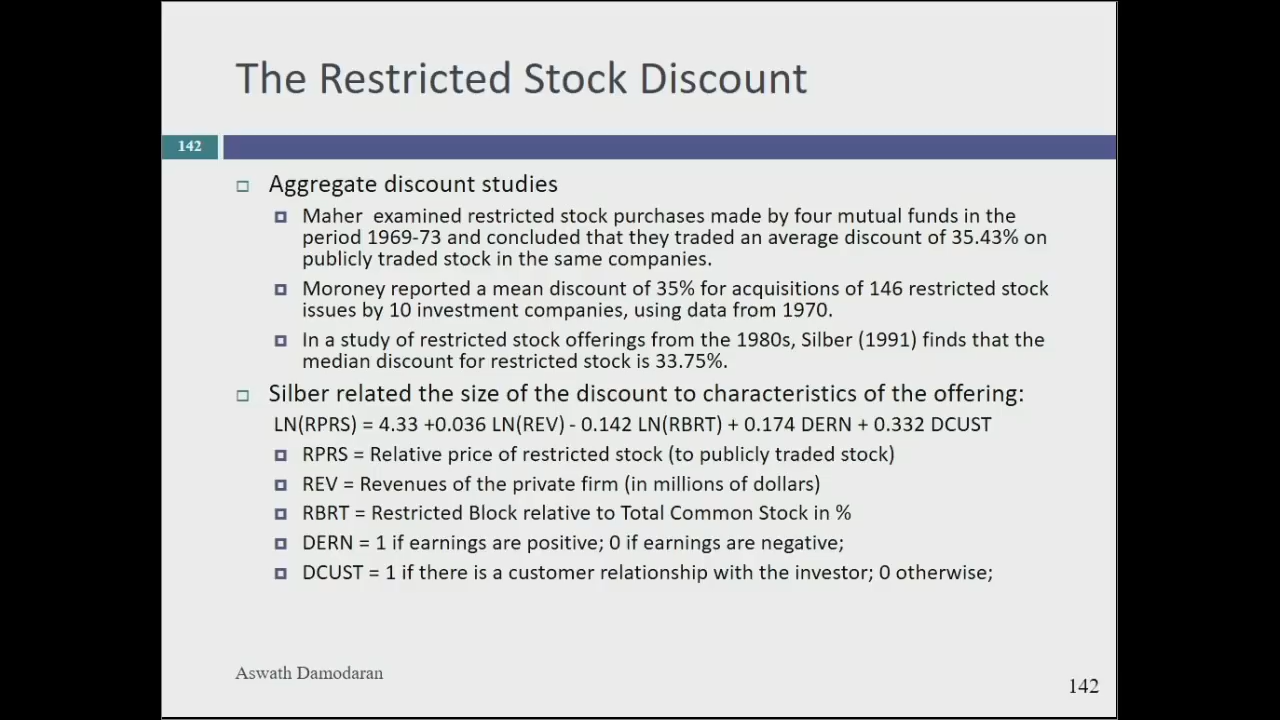 The Restricted Stock Discount
142
Aggregate discount studies
Maher examined restricted stock purchases made by four mutual funds in the
period 1969-73 and concluded that they traded an average discount of 35.43% on
publicly traded stock in the same companies.
Moroney reported a mean discount of 35% for acquisitions of 146 restricted stock
issues by 10 investment companies, using data from 1970.
In a study of restricted stock offerings from the 1980s, Silber (1991) finds that the
median discount for restricted stock is 33.75%.
Silber related the size of the discount to characteristics of the offering:
LN(RPRS) = 4.33 +0.036 LN(REV) - 0.142 LN(RBRT) + 0.174 DERN + 0.332 DCUST
RPRS = Relative price of restricted stock (to publicly traded stock)
REV = Revenues of the private firm (in millions of dollars)
RBRT = Restricted Block relative to Total Common Stock in %
DERN = 1 if earnings are positive; 0 if earnings are negative;
DCUST = 1 if there is a customer relationship with the investor; 0 otherwise;
Aswath Damodaran
142